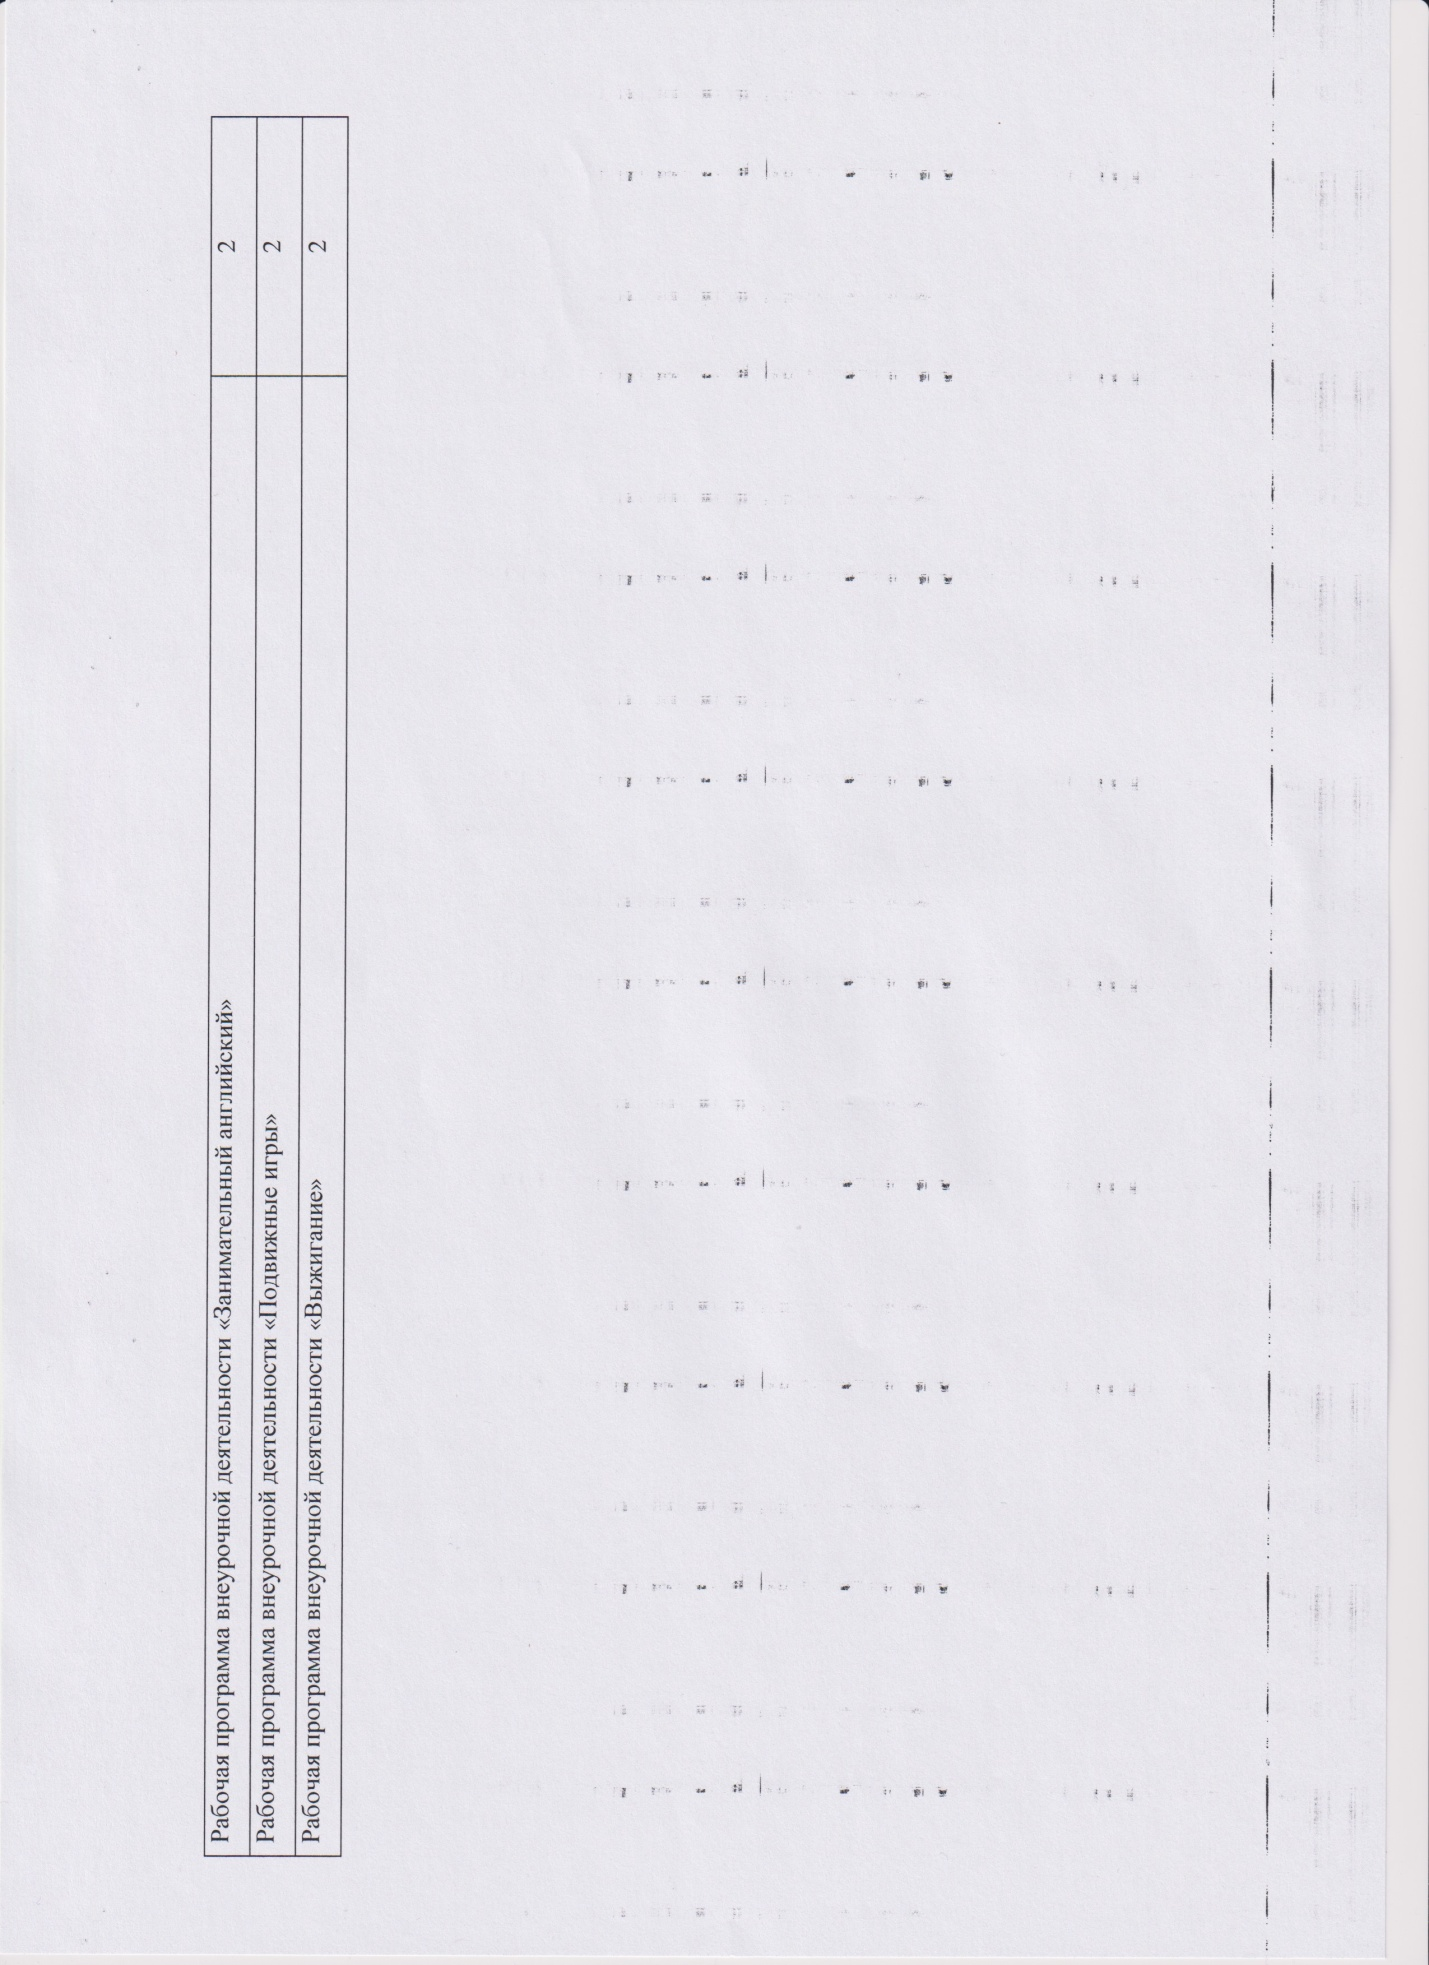 Рабочая программа внеурочной деятельности «Занимательный английский» 2
Рабочая программа внеурочной деятельности «Подвижные игры» 2
Рабочая программа внеурочной деятельности «Выжигание» 2